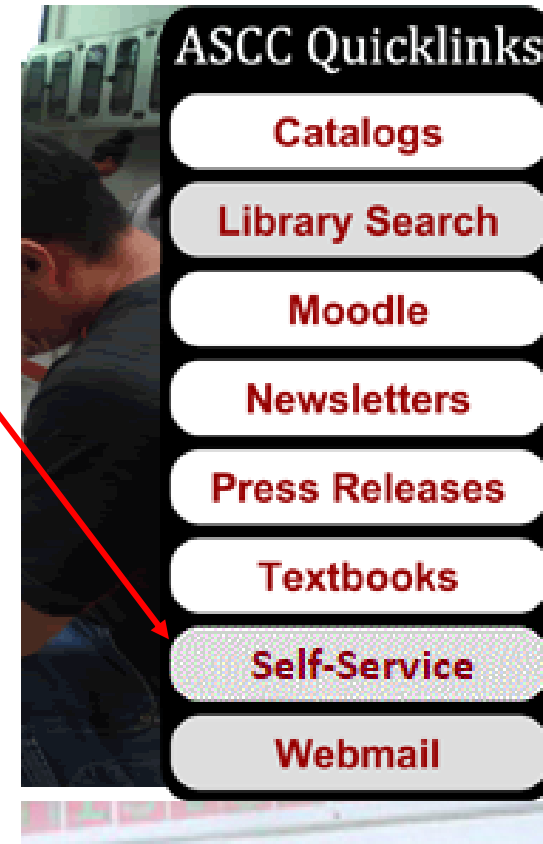 ASCC Quicklinks
Catalogs
Library Search
Moodle
Newsletters
Press Releases
Textbooks
Self-Service
Webmail